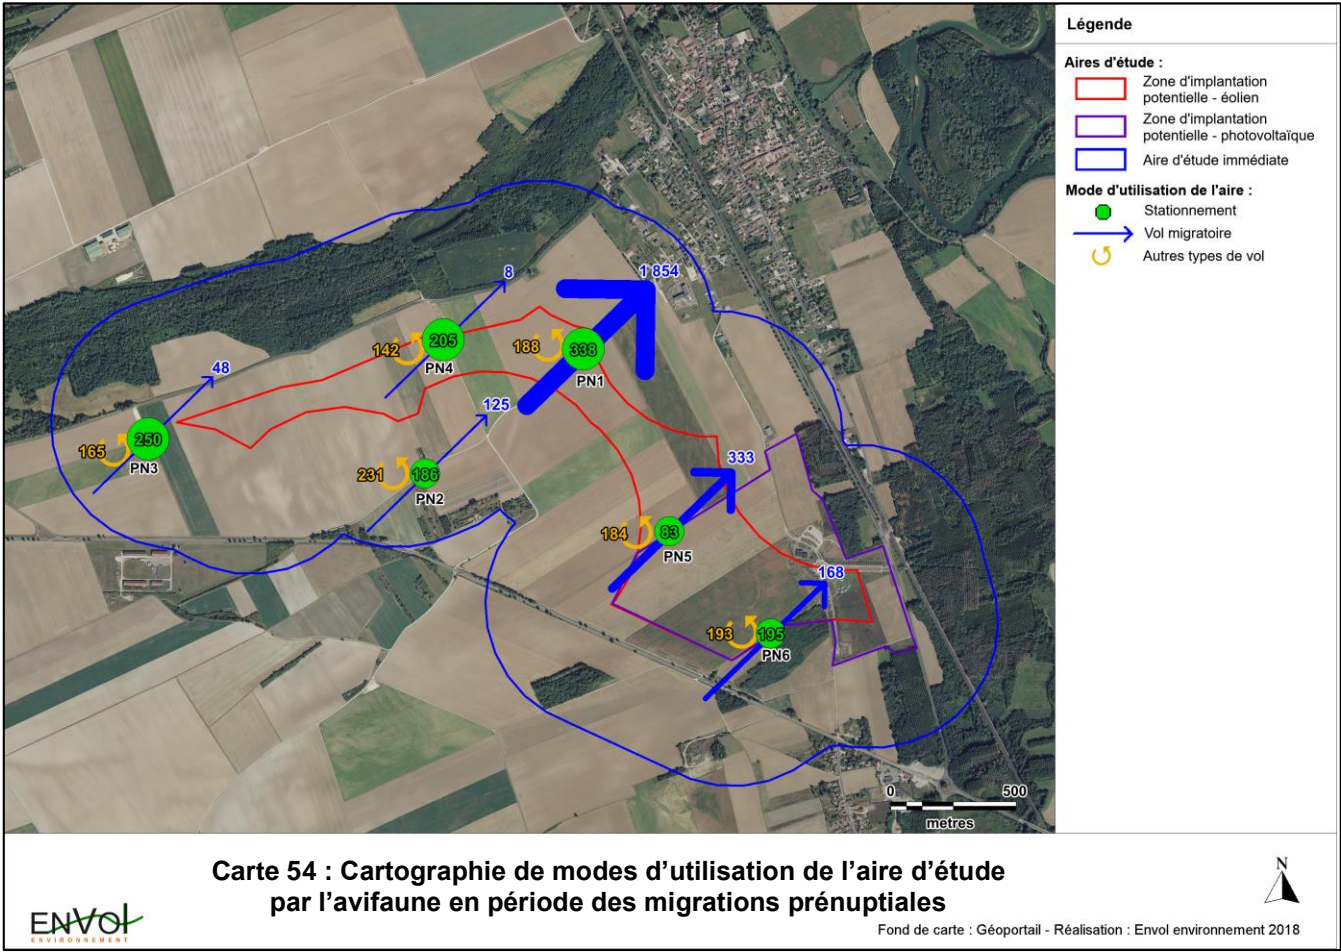 Légende
Aires d'étude :
Zone d'implantation
potentielle - éolien
Zone d'implantation
potentielle - photovoltaïque
Aire d'étude immédiate
Mode d'utilisation de l'aire :
Stationnement
Vol migratoire
Autres types de vol
1 854
8
142
205
PN4
188
338
PN1
48
125
165
250
PN3
231
186
PN2
333
184
83
PN5
168
193
195
PN6
0 500
metres
Carte 54 : Cartographie de modes d’utilisation de l’aire d’étude
par l’avifaune en période des migrations prénuptiales
N
ENVOl
ENVIRONNEMENT
Fond de carte : Géoportail - Réalisation : Envol environnement 2018